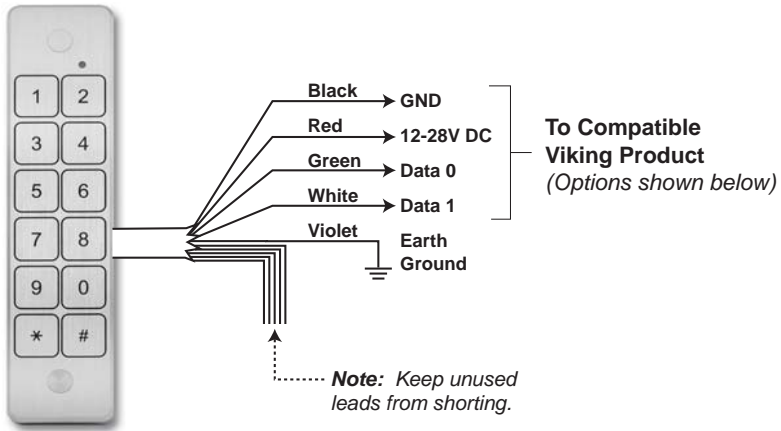 1 2
3 4
5 6
7 8
9 0
* #
Black GND
Red 12-28V DC
Green Data 0
White Data 1
Violet Earth
Ground
To Compatible
Viking Product
(Options shown below)
Note: Keep unused
leads from shorting.